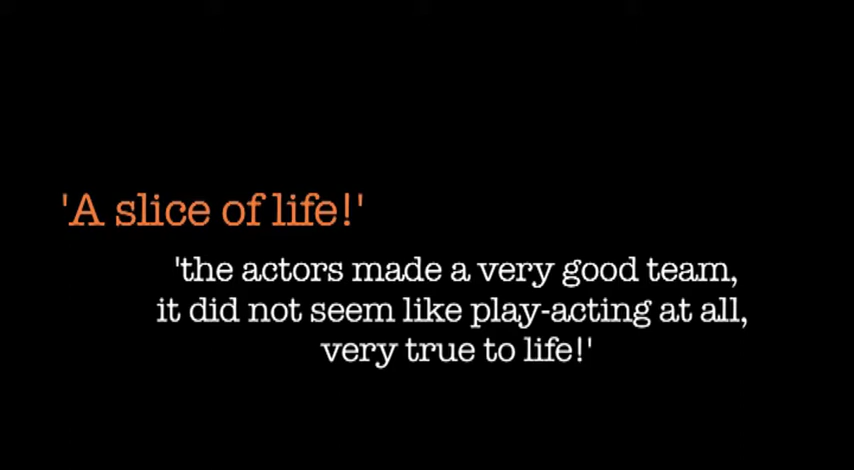 'A slice of life!'
'the actors made a very good team,
it did not seem like play-acting at all,
very true to life!'